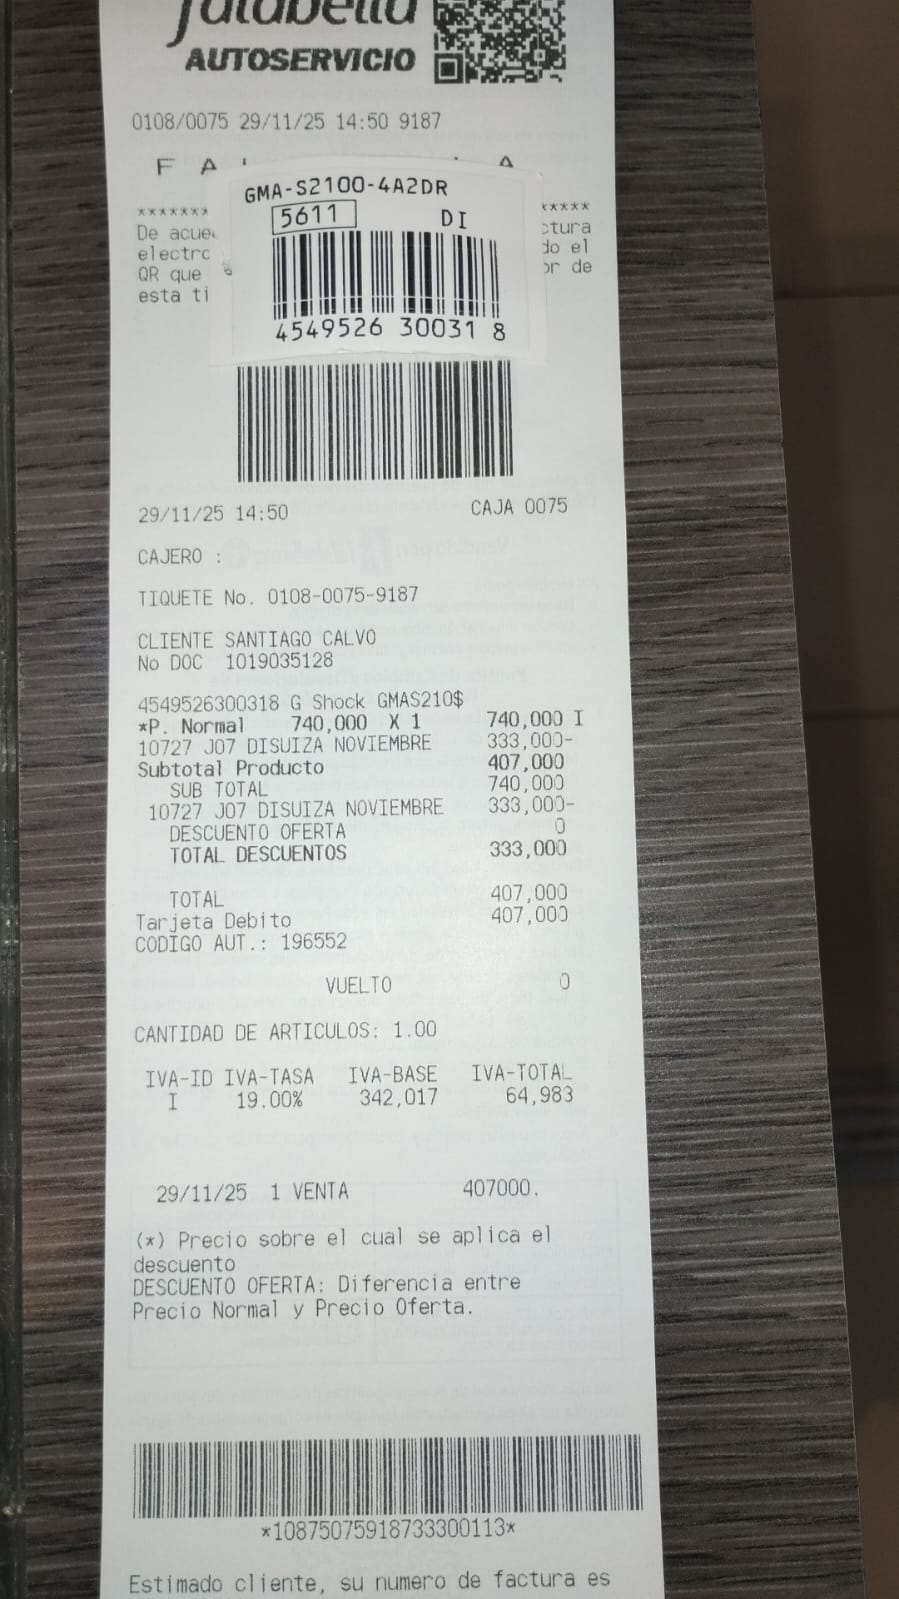 falabella
AUTOSERVICIO
0108/0075 29/11/25 14:50 9187
F A L A
GMA-S2100-4A2DR
5611 DI
******* *****
De acue ctura
electro do el
QR que or de
esta ti
4549526 30031 8
29/11/25 14:50 CAJA 0075
CAJERO :
TIQUETE No. 0108-0075-9187
CLIENTE SANTIAGO CALVO
No DOC 1019035128
4549526300318 G Shock GMAS210$
*P. Normal 740,000 X 1 740,000 I
10727 J07 DISUIZA NOVIEMBRE 333,000-
Subtotal Producto 407,000
SUB TOTAL 740,000
10727 J07 DISUIZA NOVIEMBRE 333,000-
DESCUENTO OFERTA 0
TOTAL DESCUENTOS 333,000
TOTAL 407,000
Tarjeta Debito 407,000
CODIGO AUT.: 196552
VUELTO 0
CANTIDAD DE ARTICULOS: 1.00
IVA-ID IVA-TASA IVA-BASE IVA-TOTAL
I 19.00% 342,017 64,983
29/11/25 1 VENTA 407000.
(*) Precio sobre el cual se aplica el
descuento
DESCUENTO OFERTA: Diferencia entre
Precio Normal y Precio Oferta.
*10875075918733300113*
Estimado cliente, su numero de factura es